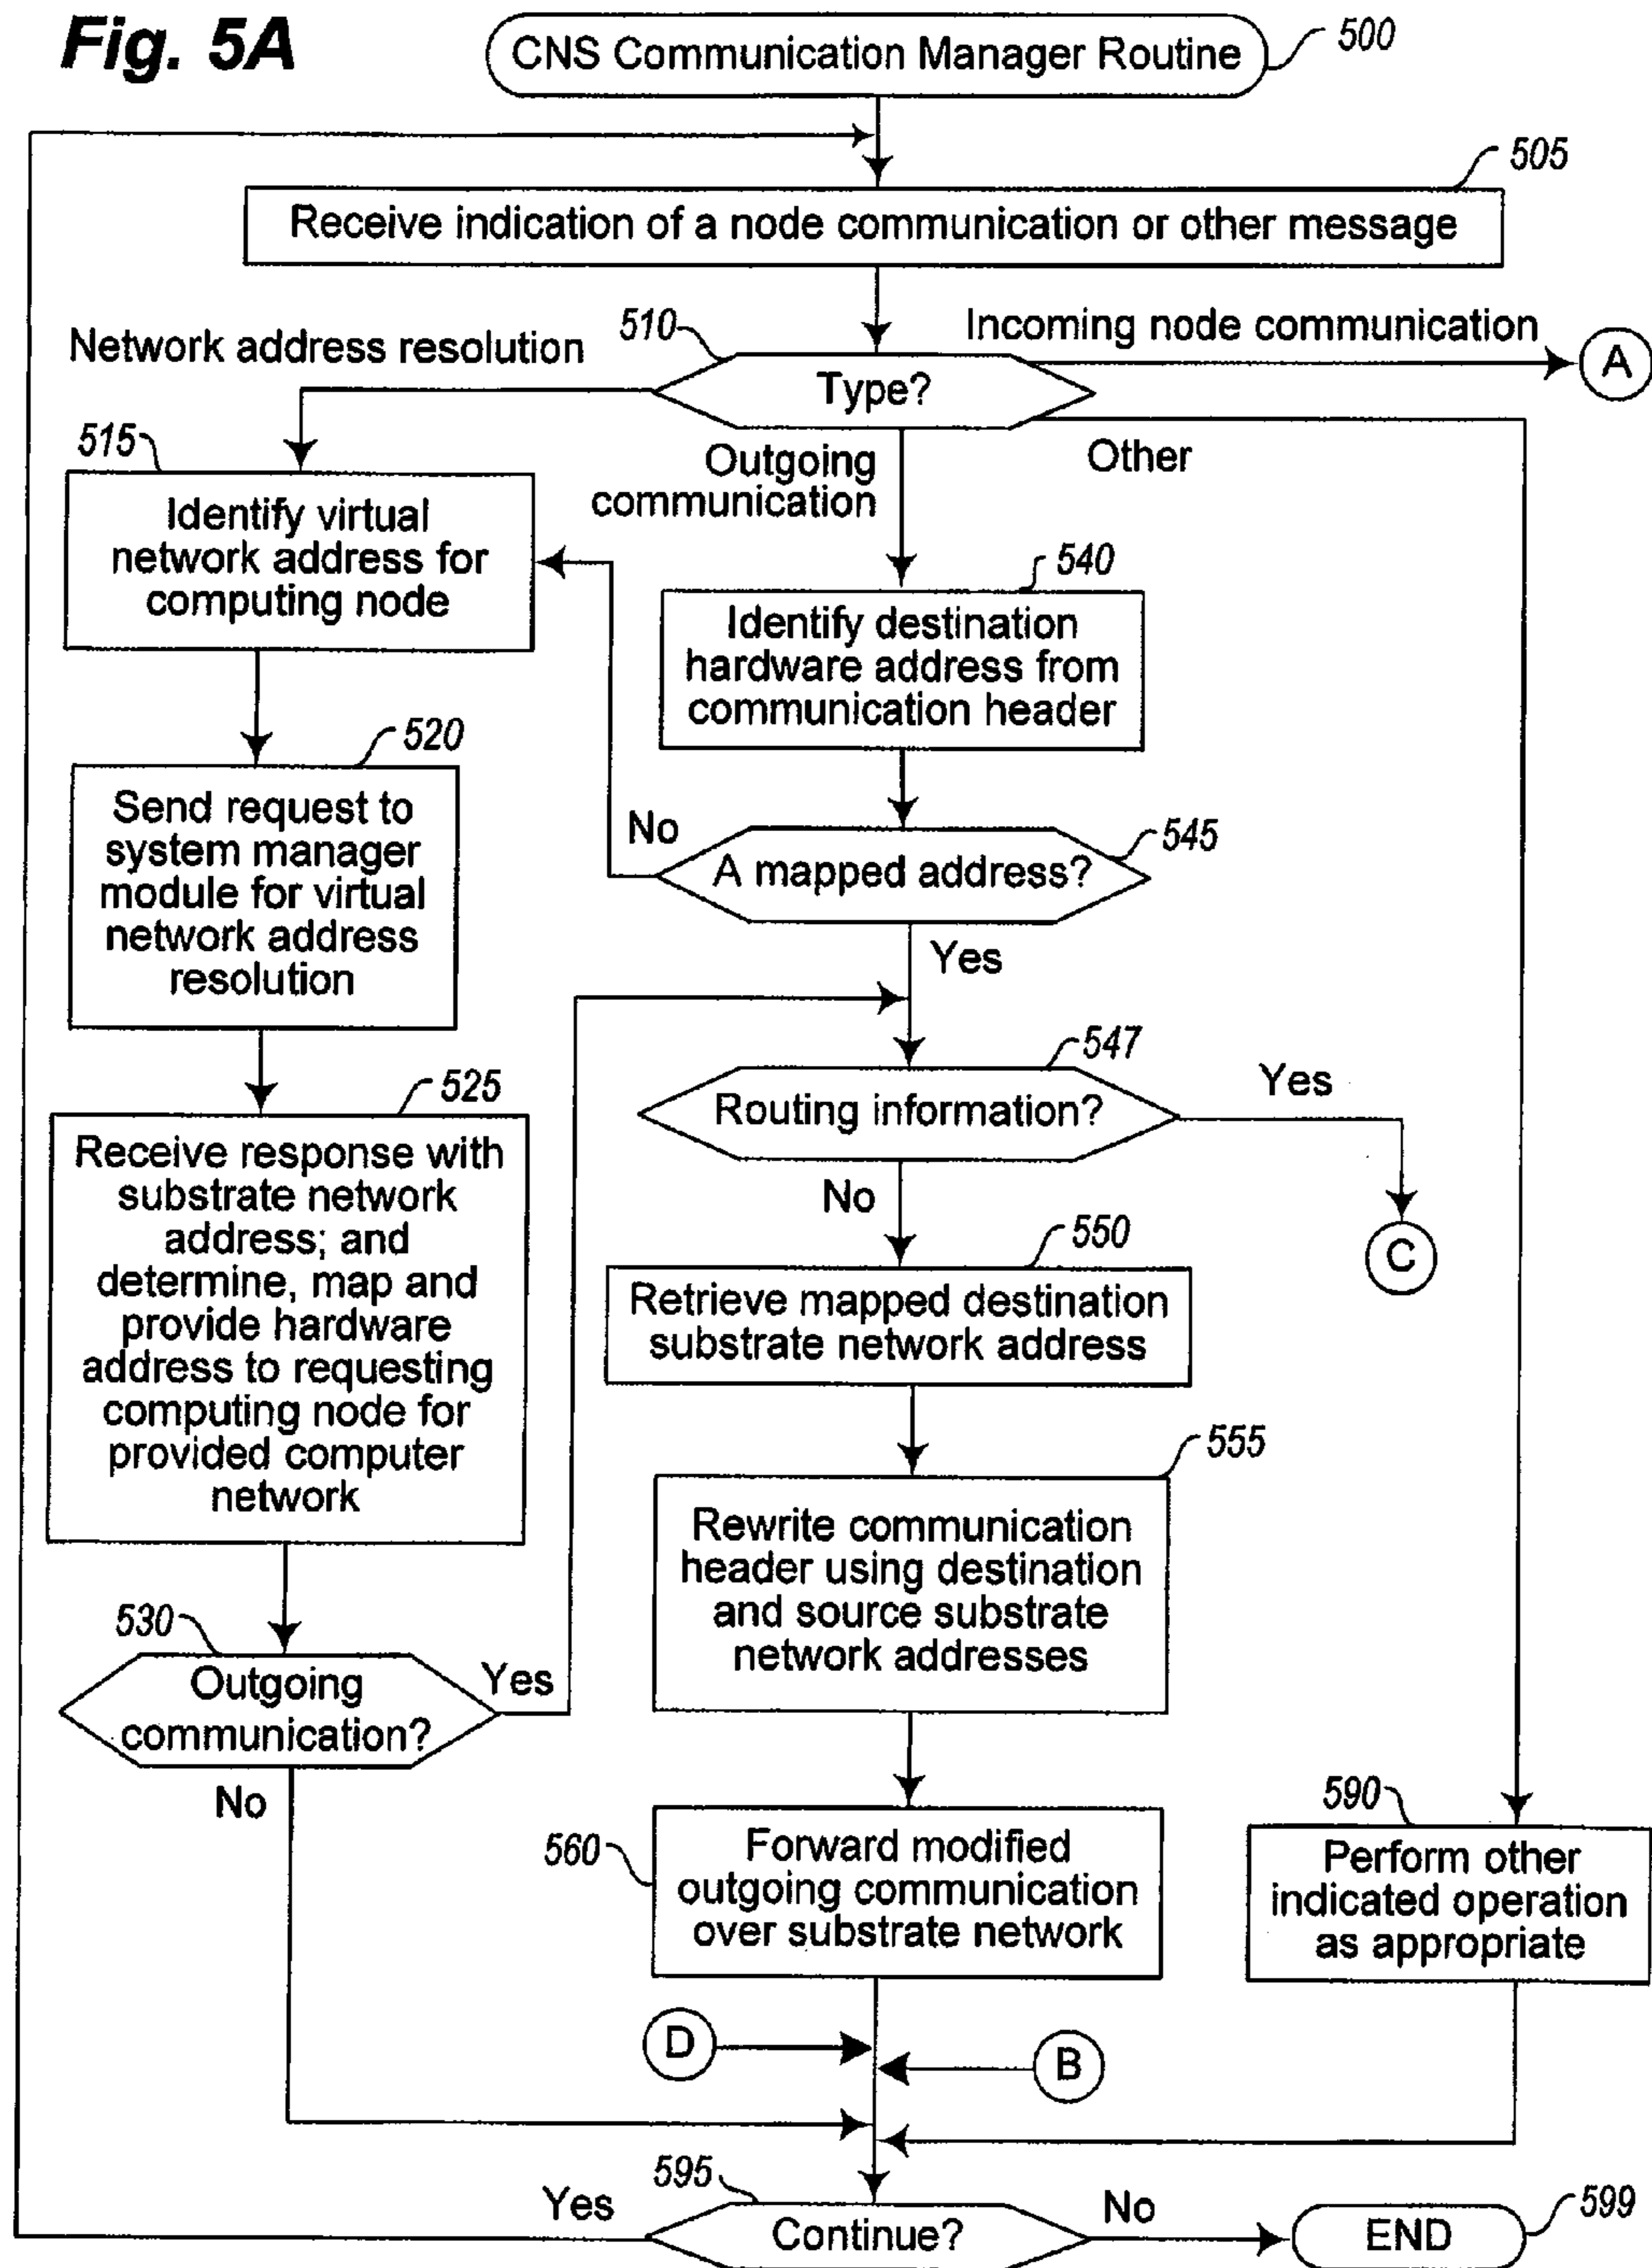 Fig. 5A
CNS Communication Manager Routine
500
505
Receive indication of a node communication or other message
Network address resolution
510
Incoming node communication
A
Type?
515
Outgoing
communication
Other
Identify virtual
network address for
computing node
540
Identify destination
hardware address from
communication header
520
Send request to
system manager
module for virtual
network address
resolution
No
545
A mapped address?
Yes
547
Routing information?
Yes
C
No
525
Receive response with
substrate network
address; and
determine, map and
provide hardware
address to requesting
computing node for
provided computer
network
550
Retrieve mapped destination
substrate network address
555
Rewrite communication
header using destination
and source substrate
network addresses
530
Outgoing
communication?
Yes
No
560
Forward modified
outgoing communication
over substrate network
590
Perform other
indicated operation
as appropriate
D
B
595
Yes
Continue?
No
END
599